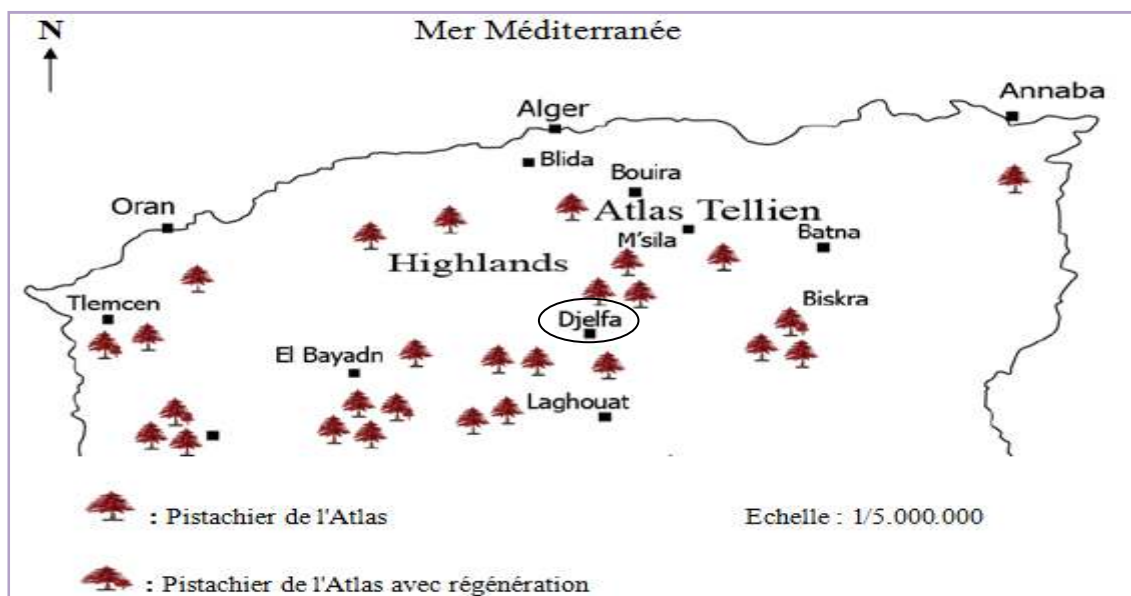 N
Mer Méditerranée
Annaba
Alger
Blida
Bouira
Oran
Atlas Tellien
M'sila
Batna
Highlands
Biskra
Tlemcen
Djelfa
El Bayadn
Laghouat
: Pistachier de l'Atlas
Echelle : 1/5.000.000
: Pistachier de l'Atlas avec régénération